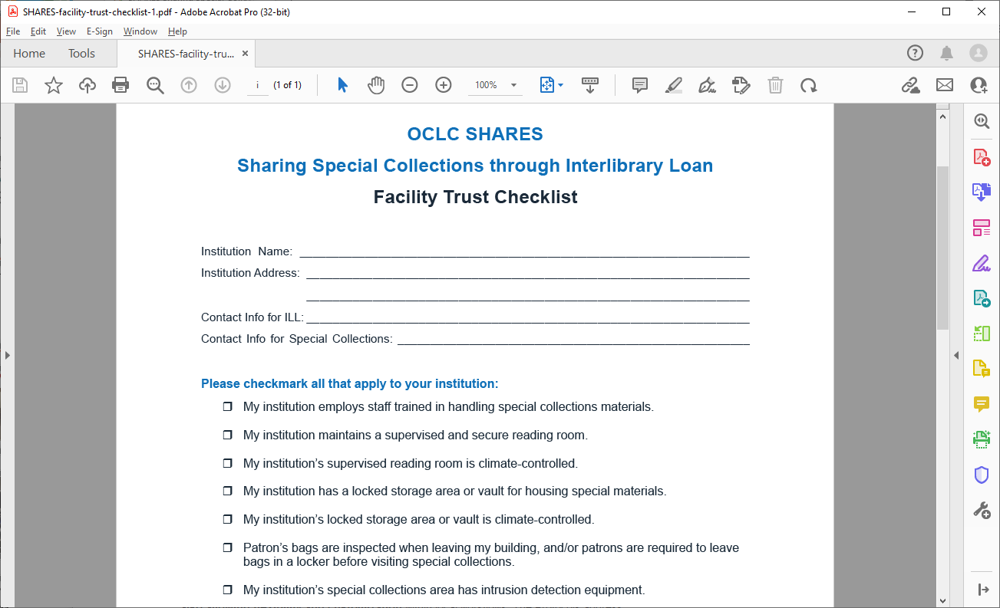 SHARES-facility-trust-checklist-1.pdf - Adobe Acrobat Pro (32-bit)
File Edit View E-Sign Window Help
Home Tools SHARES-facility-tru... ×
i (1 of 1) 100%
OCLC SHARES
Sharing Special Collections through Interlibrary Loan
Facility Trust Checklist
Institution Name:
Institution Address:
Contact Info for ILL:
Contact Info for Special Collections:
Please checkmark all that apply to your institution:
My institution employs staff trained in handling special collections materials.
My institution maintains a supervised and secure reading room.
My institution’s supervised reading room is climate-controlled.
My institution has a locked storage area or vault for housing special materials.
My institution’s locked storage area or vault is climate-controlled.
Patron’s bags are inspected when leaving my building, and/or patrons are required to leave
bags in a locker before visiting special collections.
My institution’s special collections area has intrusion detection equipment.